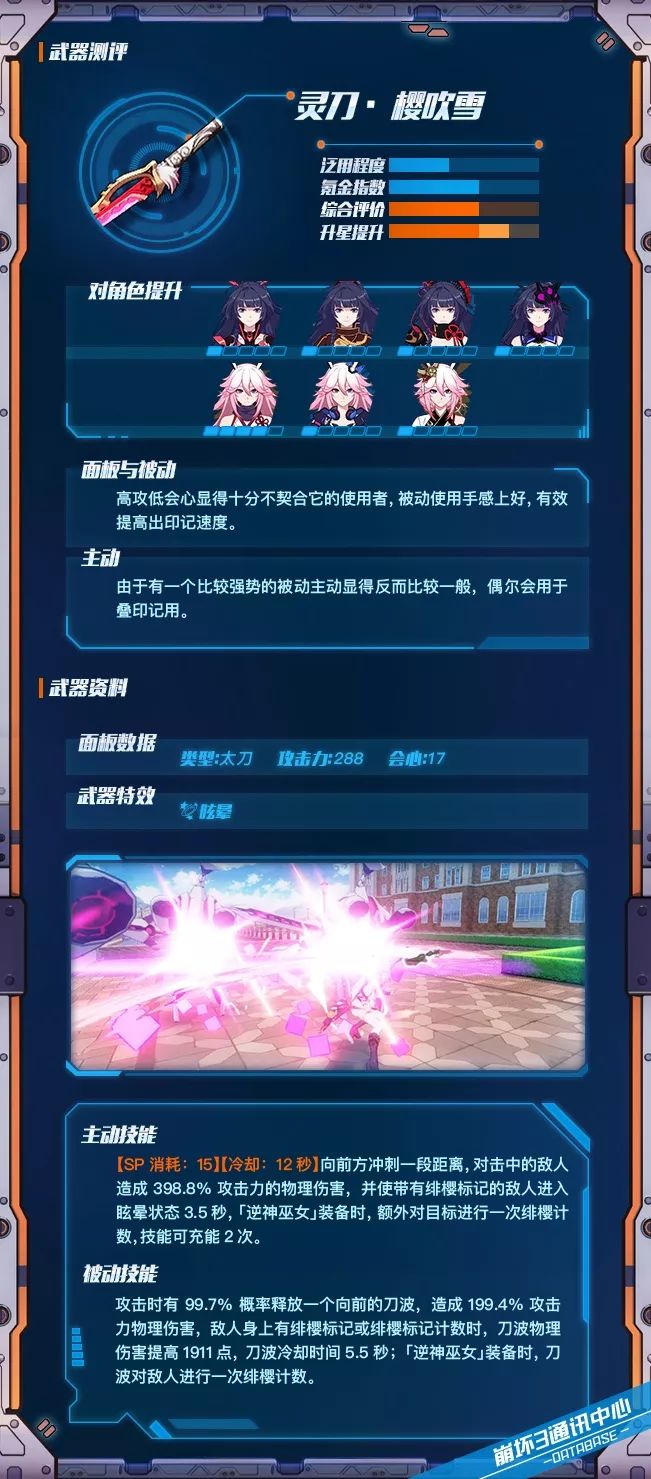 武器测评
灵刀·樱吹雪
泛用程度
氪金指数
综合评价
升星提升
对角色提升
面板与被动
高攻低会心显得十分不契合它的使用者，被动使用手感上好，有效
提高出印记速度。
主动
由于有一个比较强势的被动主动显得反而比较一般，偶尔会用于
叠印记用。
武器资料
面板数据
类型:太刀 攻击力:288 会心:17
武器特效
眩晕
主动技能
【SP 消耗：15】【冷却：12 秒】向前方冲刺一段距离，对击中的敌人
造成 398.8% 攻击力的物理伤害，并使带有绯樱标记的敌人进入
眩晕状态 3.5 秒，「逆神巫女」装备时，额外对目标进行一次绯樱计
数，技能可充能 2 次。
被动技能
攻击时有 99.7% 概率释放一个向前的刀波，造成 199.4% 攻击
力物理伤害，敌人身上有绯樱标记或绯樱标记计数时，刀波物理
伤害提高 1911 点，刀波冷却时间 5.5 秒；「逆神巫女」装备时，刀
波对敌人进行一次绯樱计数。
崩坏3通讯中心
-DATABASE-